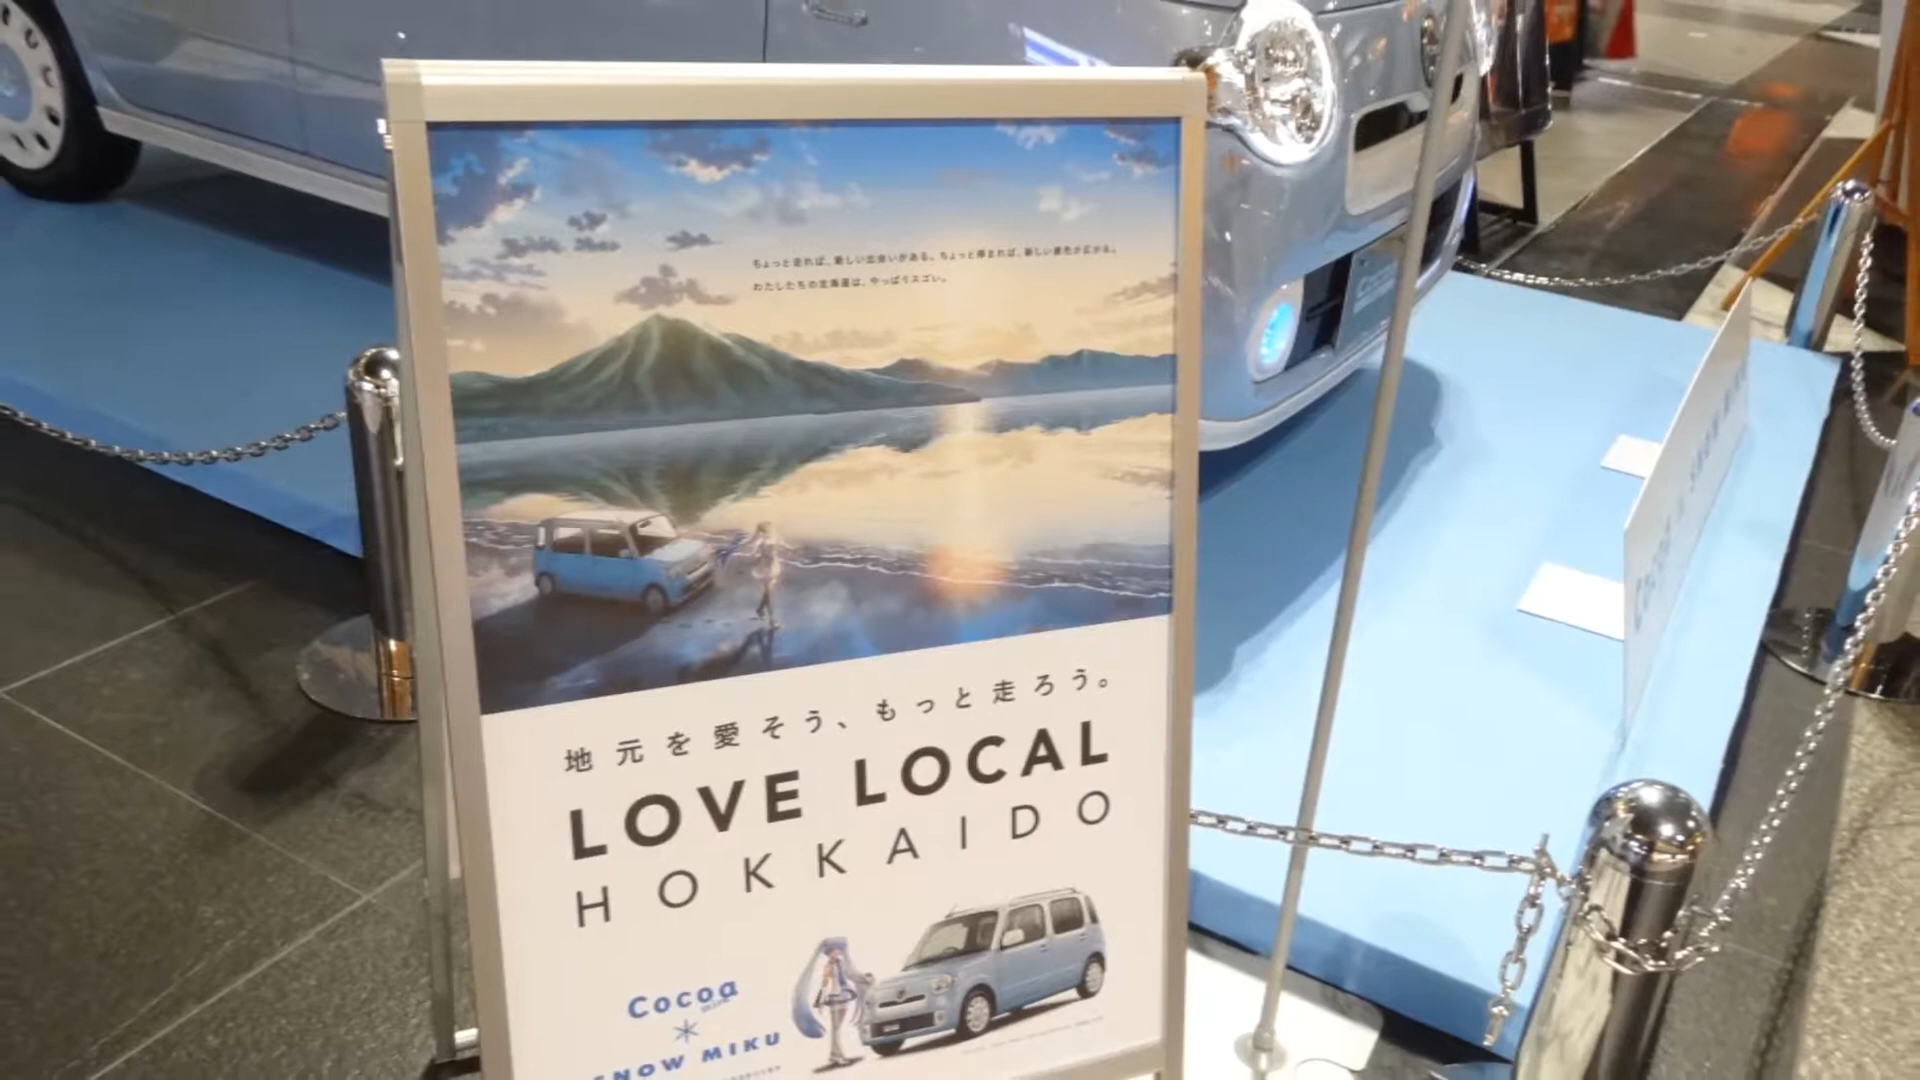 ちょっと走れば、新しい出会いがある。ちょっと停まれば、新しい景色が広がる。
わたしたちの北海道は、やっぱりスゴい。
地元を愛そう、もっと走ろう。
LOVE LOCAL
HOKKAIDO
Cocoa
SNOW MIKU